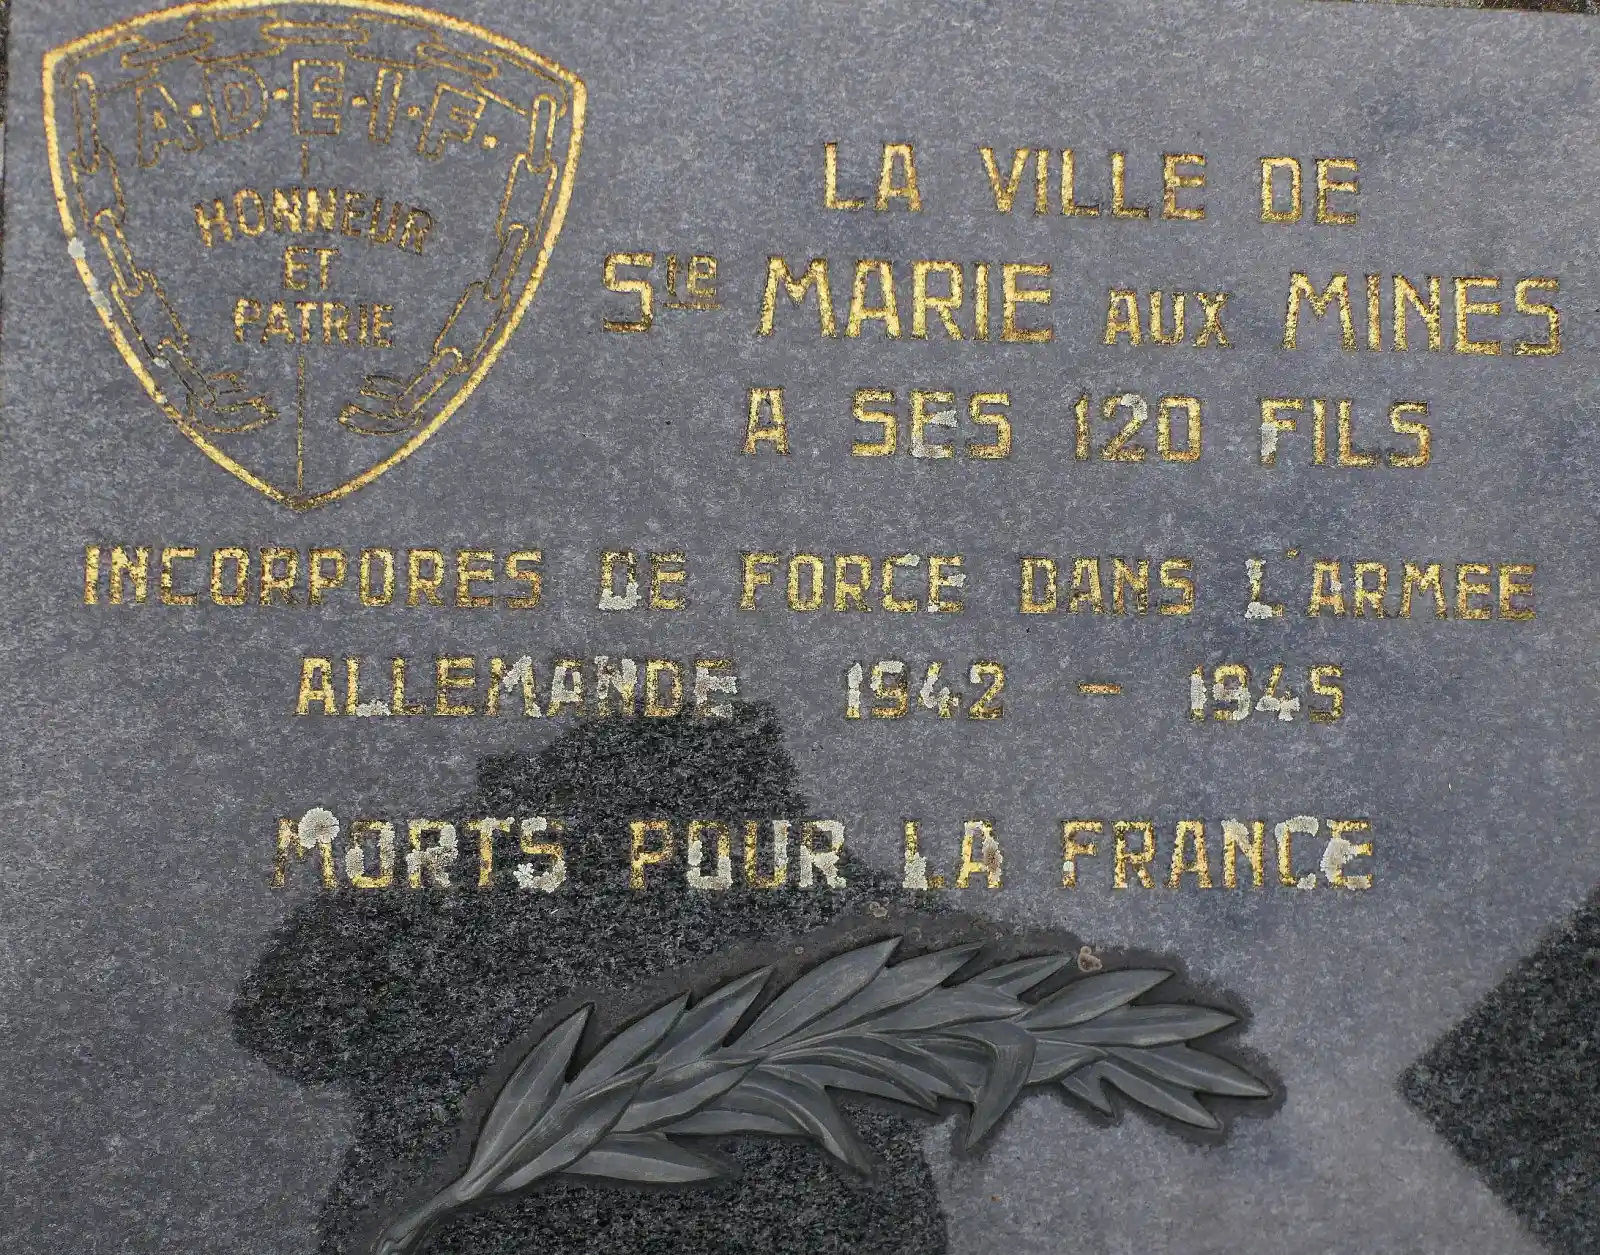 A·D·E·I·F·
HONNEUR
ET
PATRIE
LA VILLE DE
Ste MARIE AUX MINES
A SES 120 FILS
INCORPORES DE FORCE DANS L'ARMEE
ALLEMANDE 1942 - 1945
MORTS POUR LA FRANCE